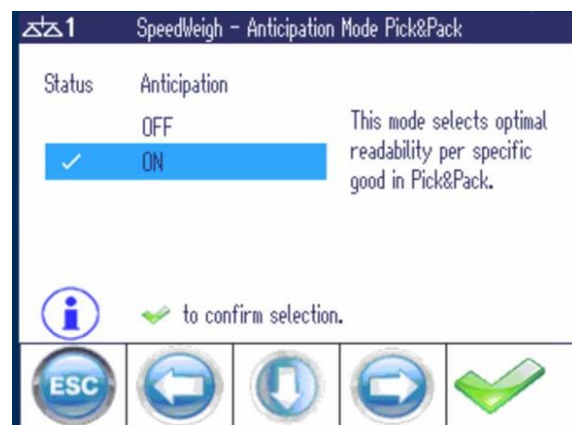 1 SpeedWeigh - Anticipation Mode Pick&Pack
Status Anticipation
OFF
ON
This mode selects optimal
readability per specific
good in Pick&Pack.
to confirm selection.
ESC